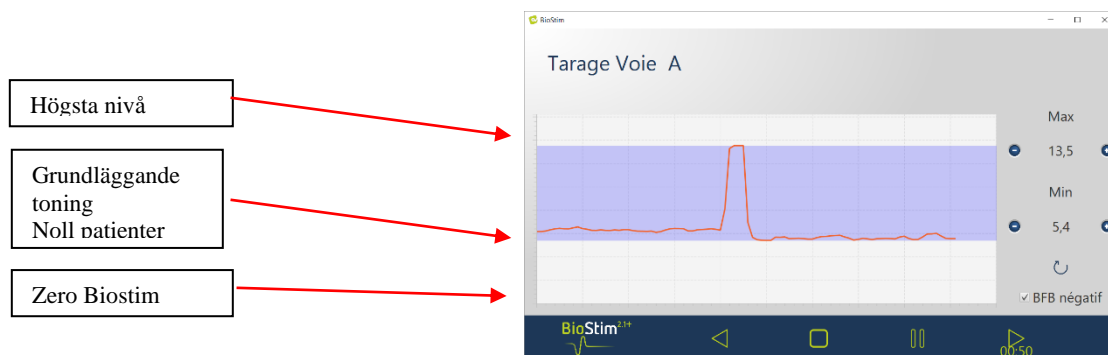 Högsta nivå
Grundläggande
toning
Noll patienter
Zero Biostim
BioStim
Tarage Voie A
Max
13,5
Min
5,4
BFB négatif
BioStim 2.1+
00:50